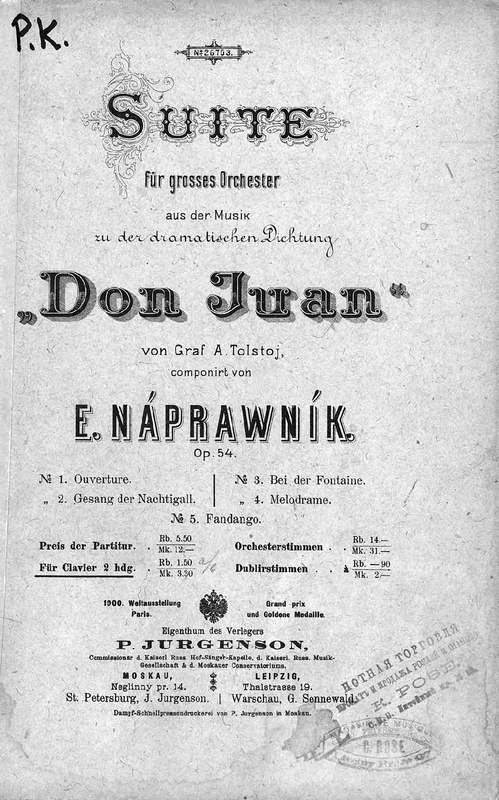 P.K.
№ 26793.
SUITE
für grosses Orchester
aus der Musik
zu der dramatischen Dichtung
„Don Juan“
von Graf A. Tolstoj,
componirt von
E. NÁPRAWNÍK.
Op. 54.
№ 1. Ouverture.
„ 2. Gesang der Nachtigall.
№ 3. Bei der Fontaine.
„ 4. Melodrame.
№ 5. Fandango.
Preis der Partitur. . Rb. 5.50 Mk. 12.—
Orchesterstimmen . . Rb. 14.— Mk. 31.—
Für Clavier 2 hdg. . Rb. 1.50 Mk. 3.30
Dublirstimmen . à Rb. —90 Mk. 2.—
1900. Weltausstellung Paris.
Grand prix und Goldene Medaille.
Eigenthum des Verlegers
P. JURGENSON,
Commissionär d. Kaiserl Russ Hof-Sänger-Kapelle, d. Kaiserl. Russ. Musik-
Gesellschaft & d. Moskauer Conservatoriums.
MOSKAU,
Neglinny pr. 14.
LEIPZIG,
Thalstrasse 19.
St. Petersburg, J. Jurgenson. | Warschau, G. Sennewald.
Dampf-Schnellpressendruckerei von P. Jurgenson in Moskau.
НОТНАЯ ТОРГОВЛЯ
К. РОЗЕ